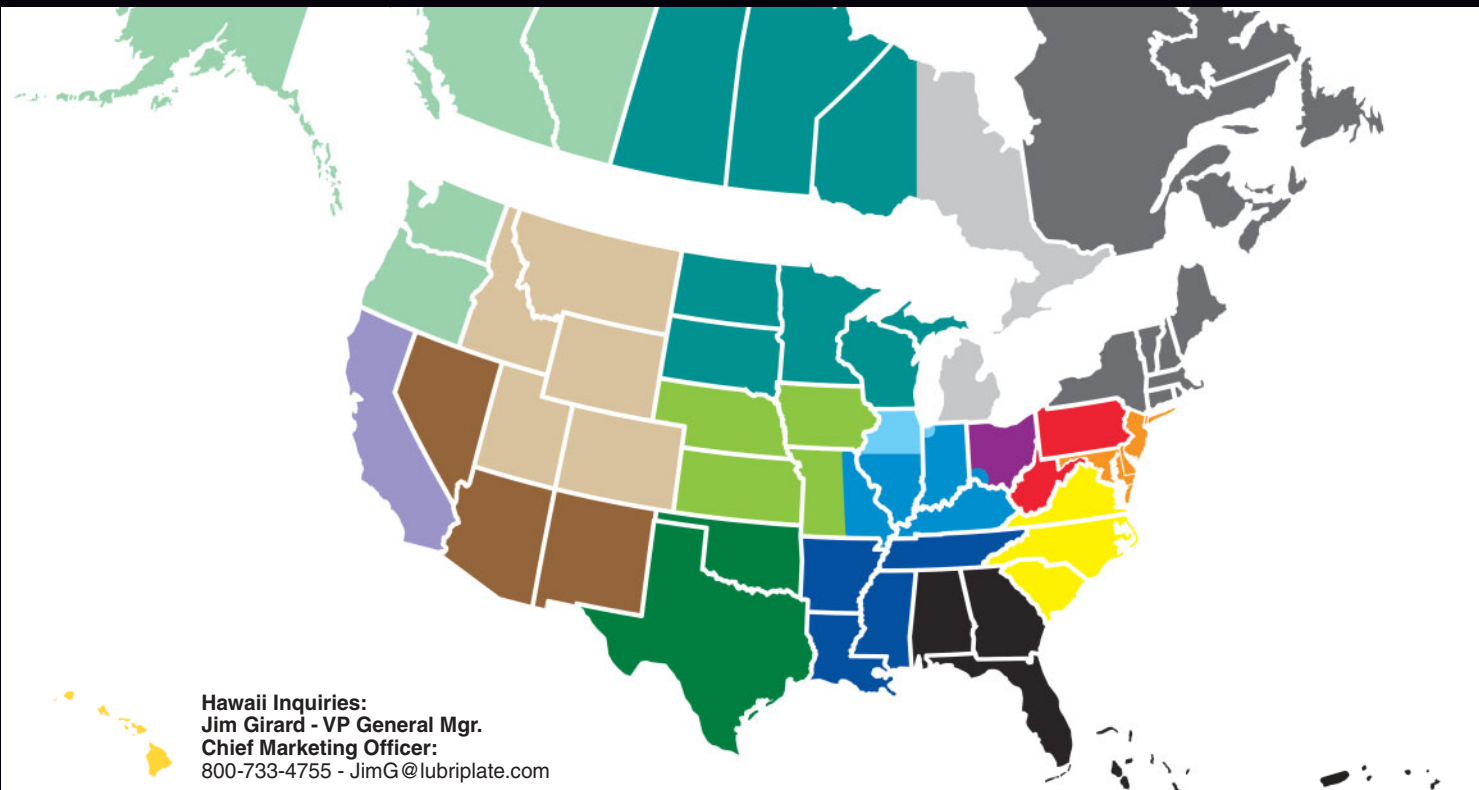 Hawaii Inquiries:
Jim Girard - VP General Mgr.
Chief Marketing Officer:
800-733-4755 - JimG@lubriplate.com